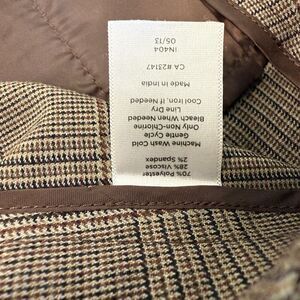 70% Polyester
28% Viscose
2% Spandex
Machine Wash Cold
Gentle Cycle
Only Non-Chlorine
Bleach When Needed
Line Dry
Cool Iron, If Needed
Made in India
CA #23147
05/13
IN404